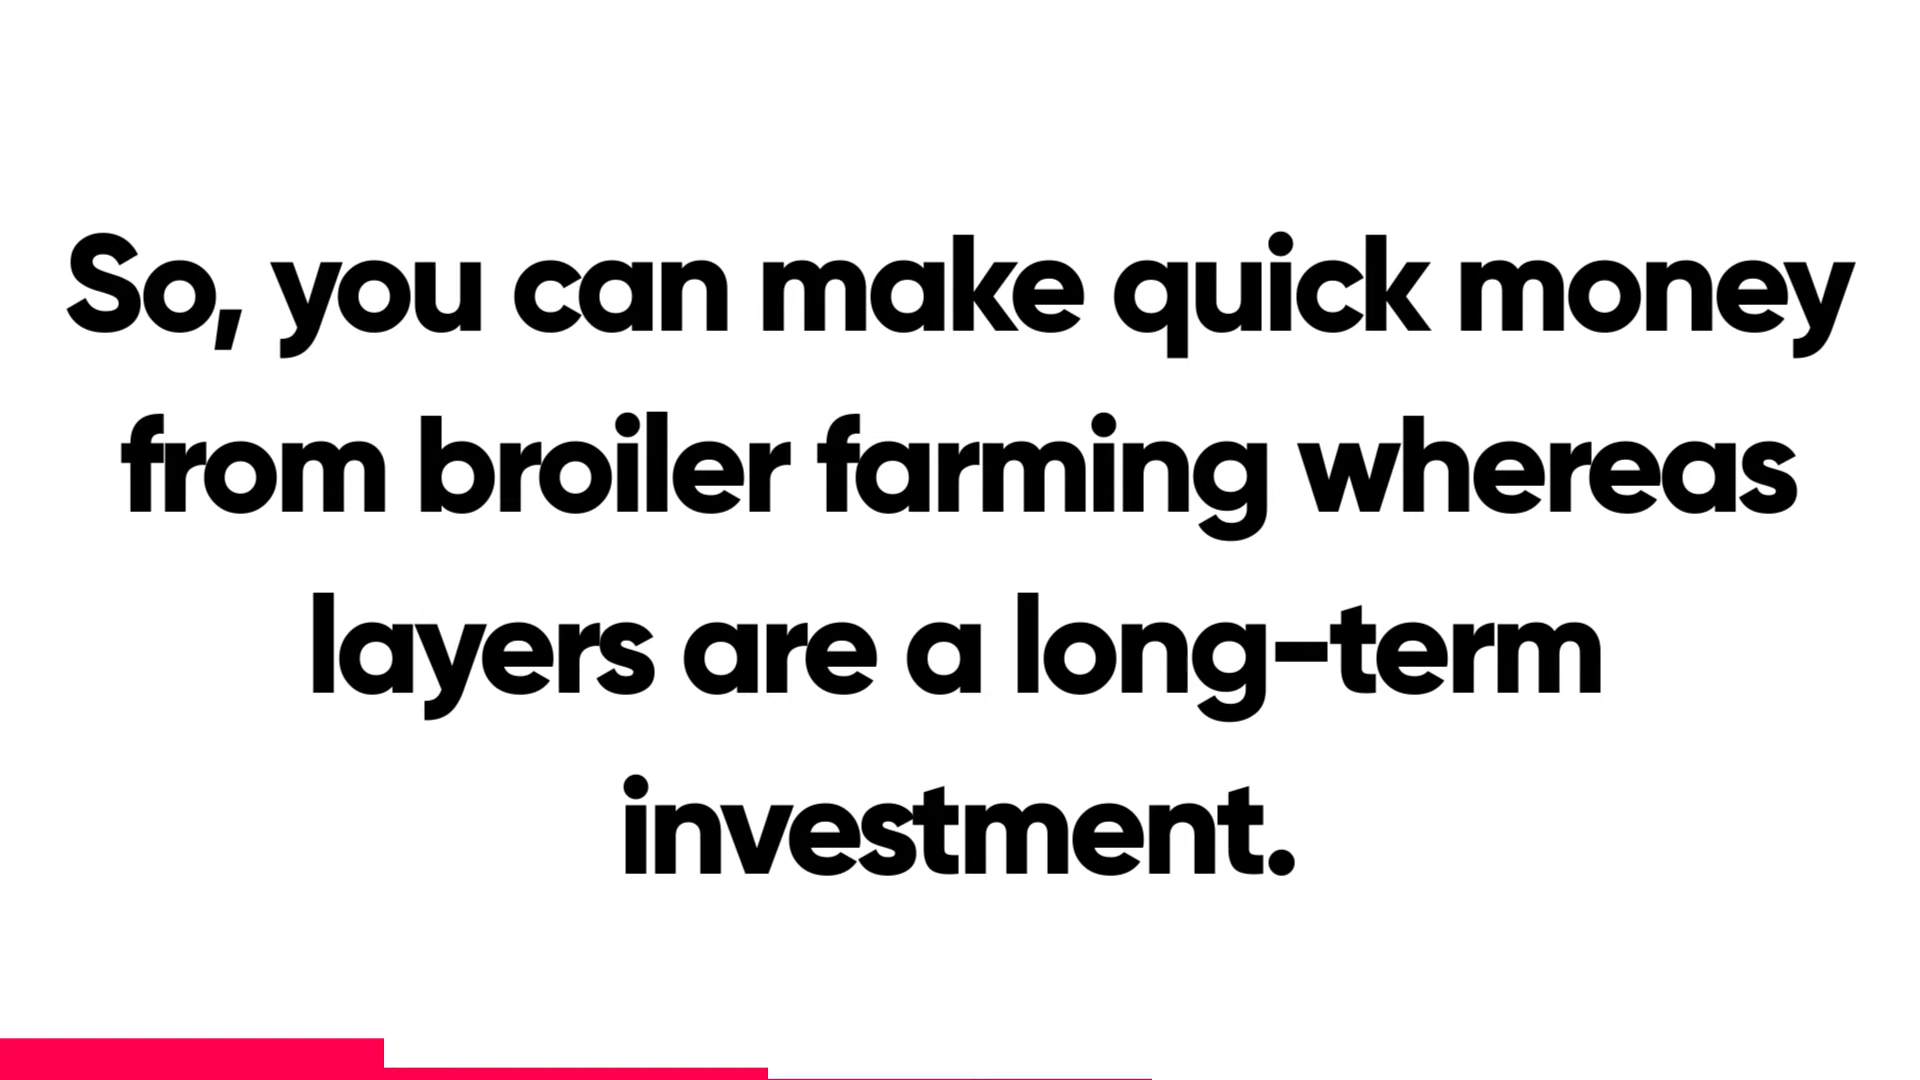 So, you can make quick money
from broiler farming whereas
layers are a long-term
investment.